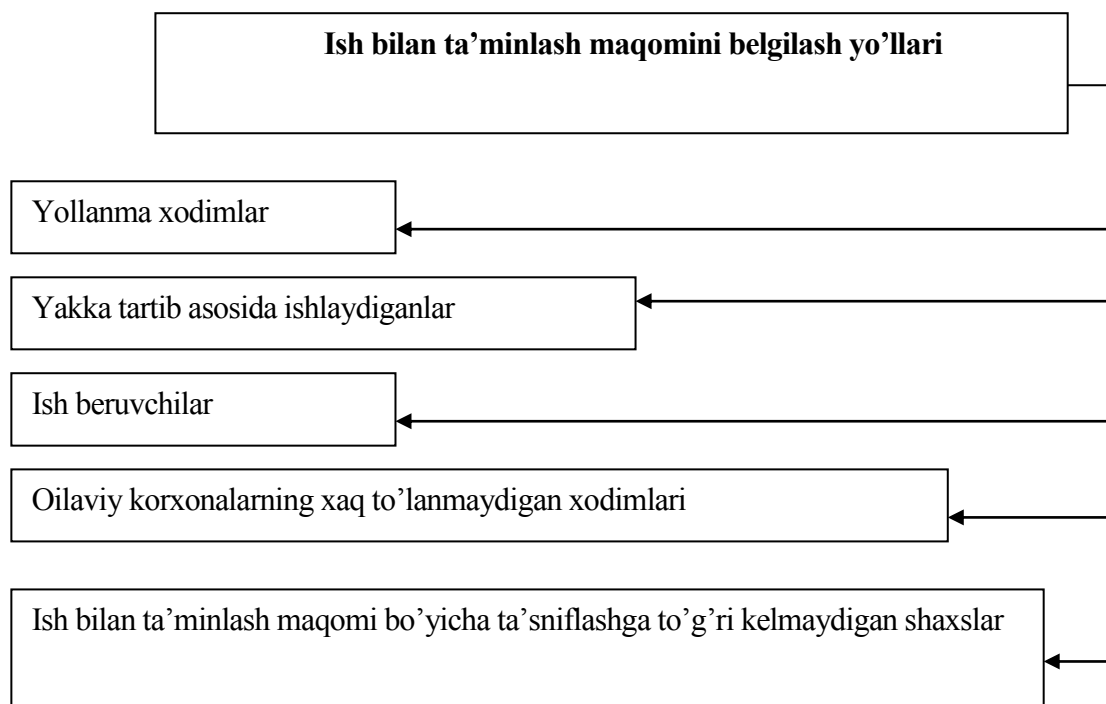 Ish bilan ta’minlash maqomini belgilash yo’llari
Yollanma xodimlar
Yakka tartib asosida ishlaydiganlar
Ish beruvchilar
Oilaviy korxonalarning xaq to’lanmaydigan xodimlari
Ish bilan ta’minlash maqomi bo’yicha ta’sniflashga to’g’ri kelmaydigan shaxslar